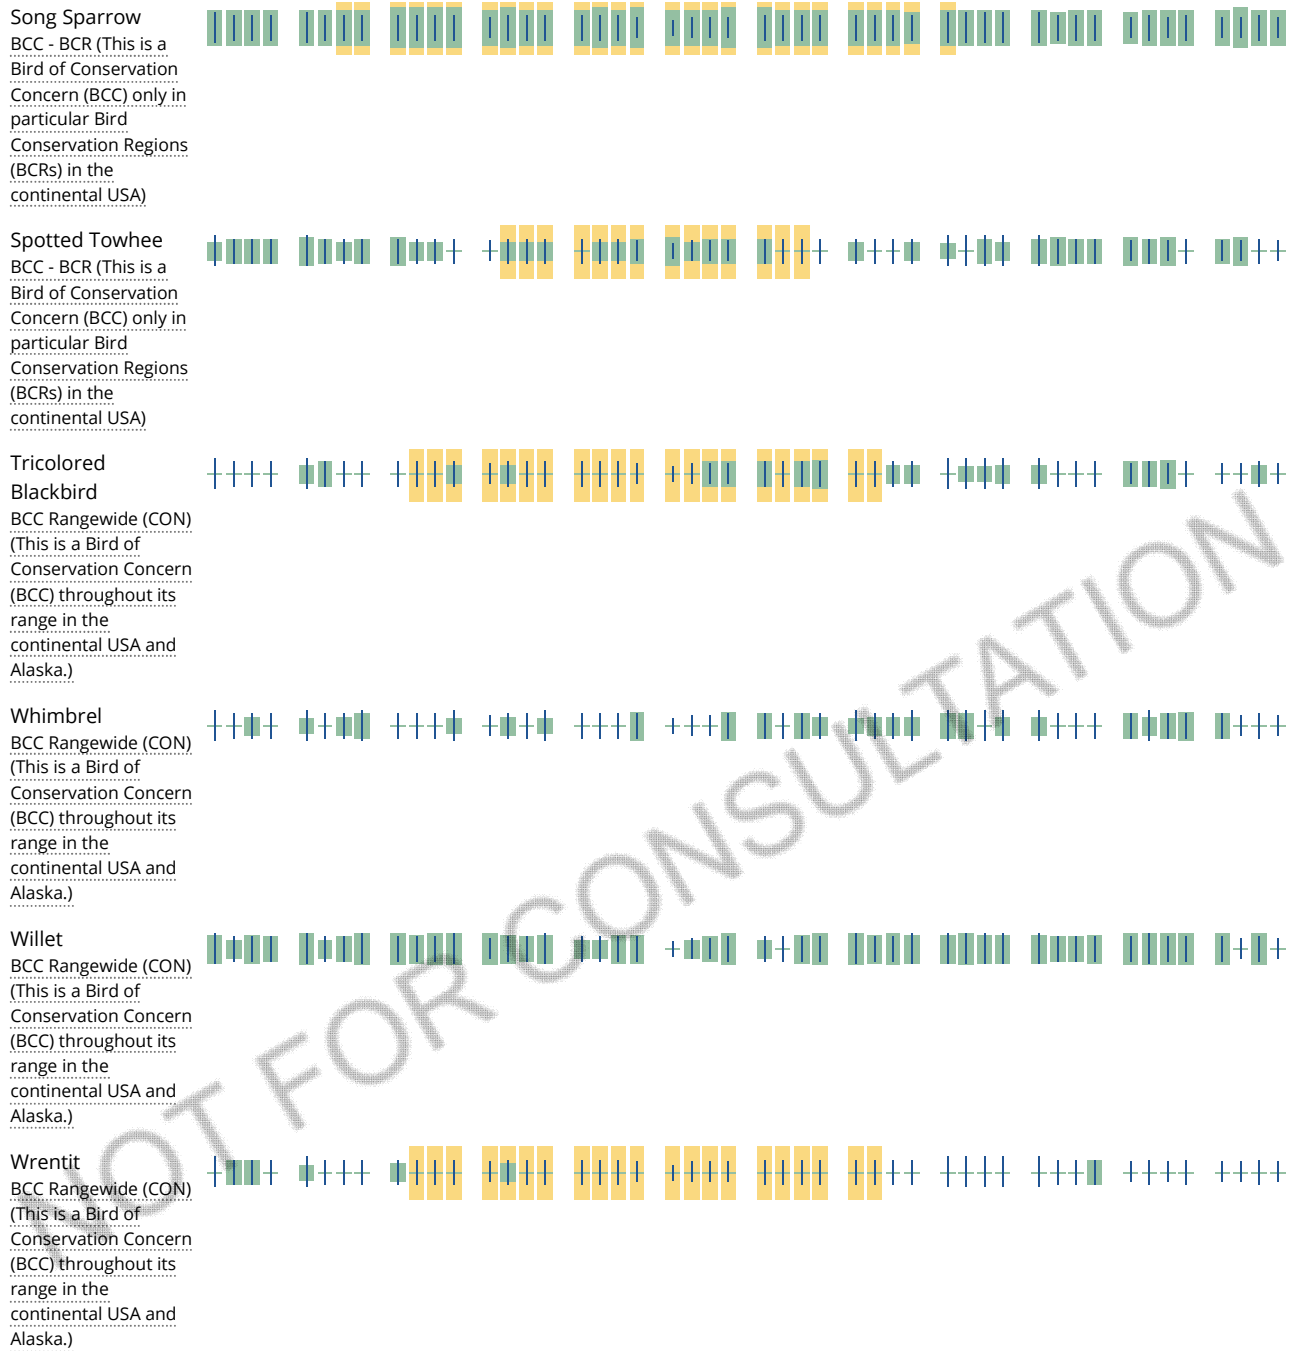 Song Sparrow
BCC - BCR (This is a
Bird of Conservation
Concern (BCC) only in
particular Bird
Conservation Regions
(BCRs) in the
continental USA)
Spotted Towhee
BCC - BCR (This is a
Bird of Conservation
Concern (BCC) only in
particular Bird
Conservation Regions
(BCRs) in the
continental USA)
Tricolored
Blackbird
BCC Rangewide (CON)
(This is a Bird of
Conservation Concern
(BCC) throughout its
range in the
continental USA and
Alaska.)
Whimbrel
BCC Rangewide (CON)
(This is a Bird of
Conservation Concern
(BCC) throughout its
range in the
continental USA and
Alaska.)
Willet
BCC Rangewide (CON)
(This is a Bird of
Conservation Concern
(BCC) throughout its
range in the
continental USA and
Alaska.)
Wrentit
BCC Rangewide (CON)
(This is a Bird of
Conservation Concern
(BCC) throughout its
range in the
continental USA and
Alaska.)
NOT FOR CONSULTATION